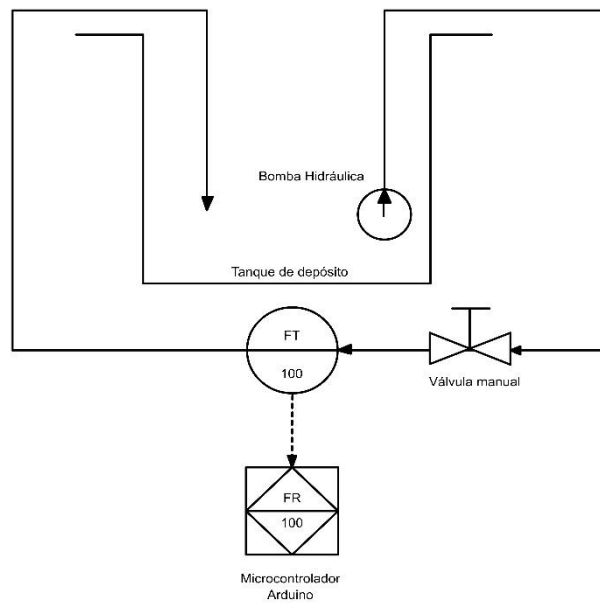 Bomba Hidráulica
Tanque de depósito
FT
100
Válvula manual
FR
100
Microcontrolador
Arduino